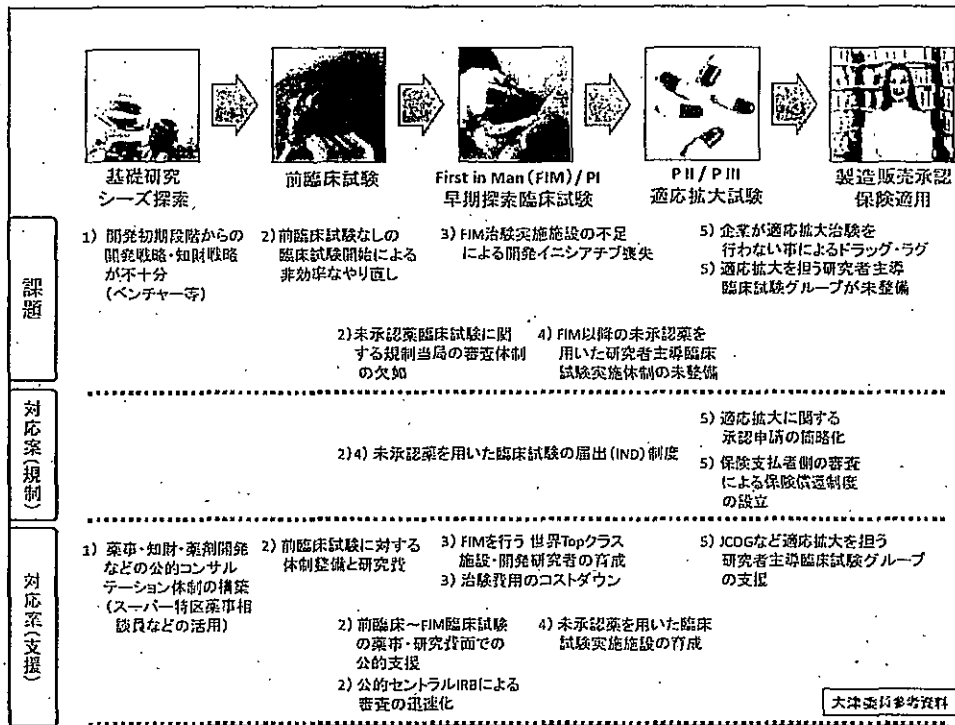 基礎研究
シーズ探索
前臨床試験
First in Man (FIM) / PI
早期探索臨床試験
P II / P III
適応拡大試験
製造販売承認
保険適用
課題
1) 開発初期段階からの
開発戦略・知財戦略
が不十分
(ベンチャー等)
2) 前臨床試験なしの
臨床試験開始による
非効率なやり直し
3) FIM治験実施施設の不足
による開発イニシアチブ喪失
5) 企業が適応拡大治験を
行わない事によるドラッグ・ラグ
5) 適応拡大を担う研究者主導
臨床試験グループが未整備
2) 未承認薬臨床試験に関
する規制当局の審査体制
の欠如
4) FIM以降の未承認薬を
用いた研究者主導臨床
試験実施体制の未整備
対応案(規制)
2) 4) 未承認薬を用いた臨床試験の届出(IND)制度
5) 適応拡大に関する
承認申請の簡略化
5) 保険支払者側の審査
による保険償還制度
の設立
対応案(支援)
1) 薬事・知財・薬剤開発
などの公的コンサル
テーション体制の構築
(スーパー特区薬事相
談員などの活用)
2) 前臨床試験に対する
体制整備と研究費
3) FIMを行う 世界Topクラス
施設・開発研究者の育成
3) 治験費用のコストダウン
5) JCOGなど適応拡大を担う
研究者主導臨床試験グループ
の支援
2) 前臨床～FIM臨床試験
の薬事・研究費面での
公的支援
2) 公的セントラルIRBによる
審査の迅速化
4) 未承認薬を用いた臨床
試験実施施設の育成
大津委員参考資料